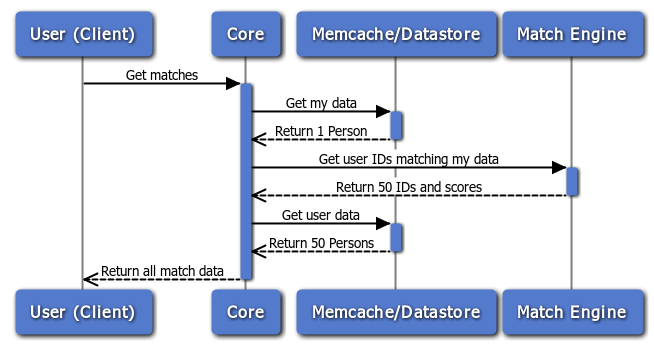 User (Client)
Core
Memcache/Datastore
Match Engine
Get matches
Get my data
Return 1 Person
Get user IDs matching my data
Return 50 IDs and scores
Get user data
Return 50 Persons
Return all match data
User (Client)
Core
Memcache/Datastore
Match Engine